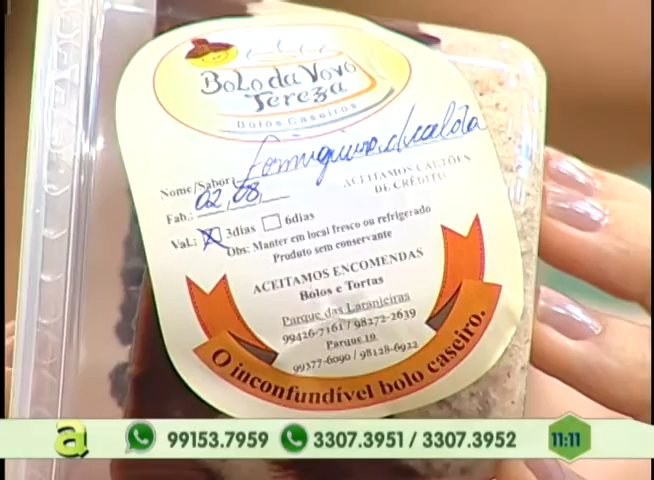 Bolo da Vovó
Tereza
Bolos Caseiros
Nome/Sabor: Formigueiro c/calda
ACEITAMOS CARTÕES
DE CRÉDITO
Fab.: 02, 08,
Val.: X 3dias 6dias
Obs: Manter em local fresco ou refrigerado
Produto sem conservante
ACEITAMOS ENCOMENDAS
Bolos e Tortas
Parque das Laranjeiras
99426-7161 / 98272-2639
Parque 10
99377-6090 / 98128-6922
O inconfundível bolo caseiro.
a 99153.7959 3307.3951 / 3307.3952 11:11